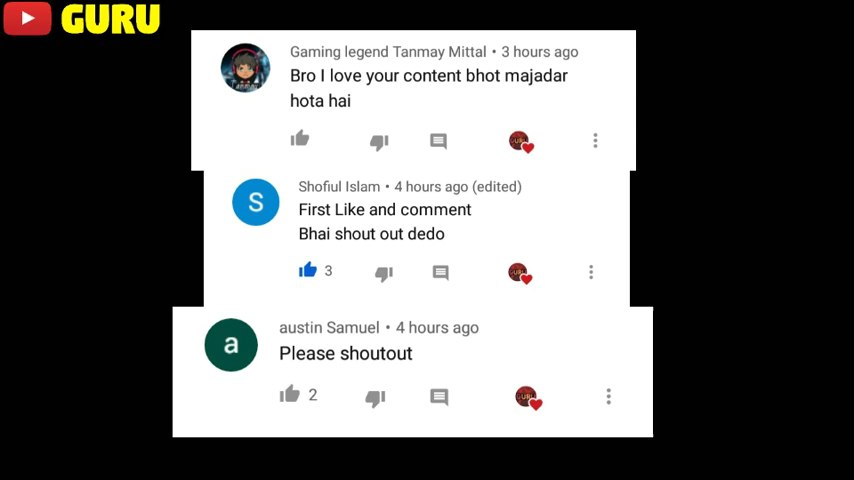 GURU
Gaming legend Tanmay Mittal • 3 hours ago
Bro I love your content bhot majadar
hota hai
Shofiul Islam • 4 hours ago (edited)
First Like and comment
Bhai shout out dedo
3
austin Samuel • 4 hours ago
Please shoutout
2